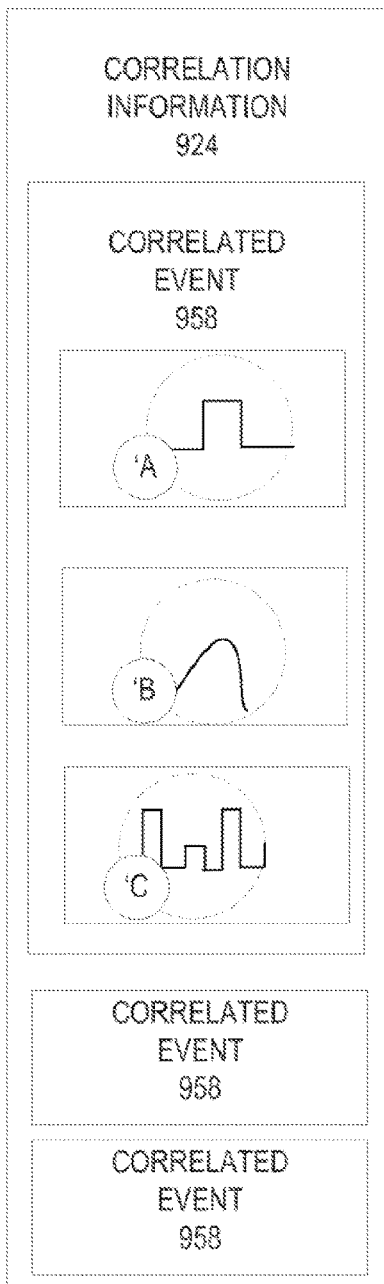 CORRELATION
INFORMATION
924
CORRELATED
EVENT
958
'A
'B
'C
CORRELATED
EVENT
958
CORRELATED
EVENT
958